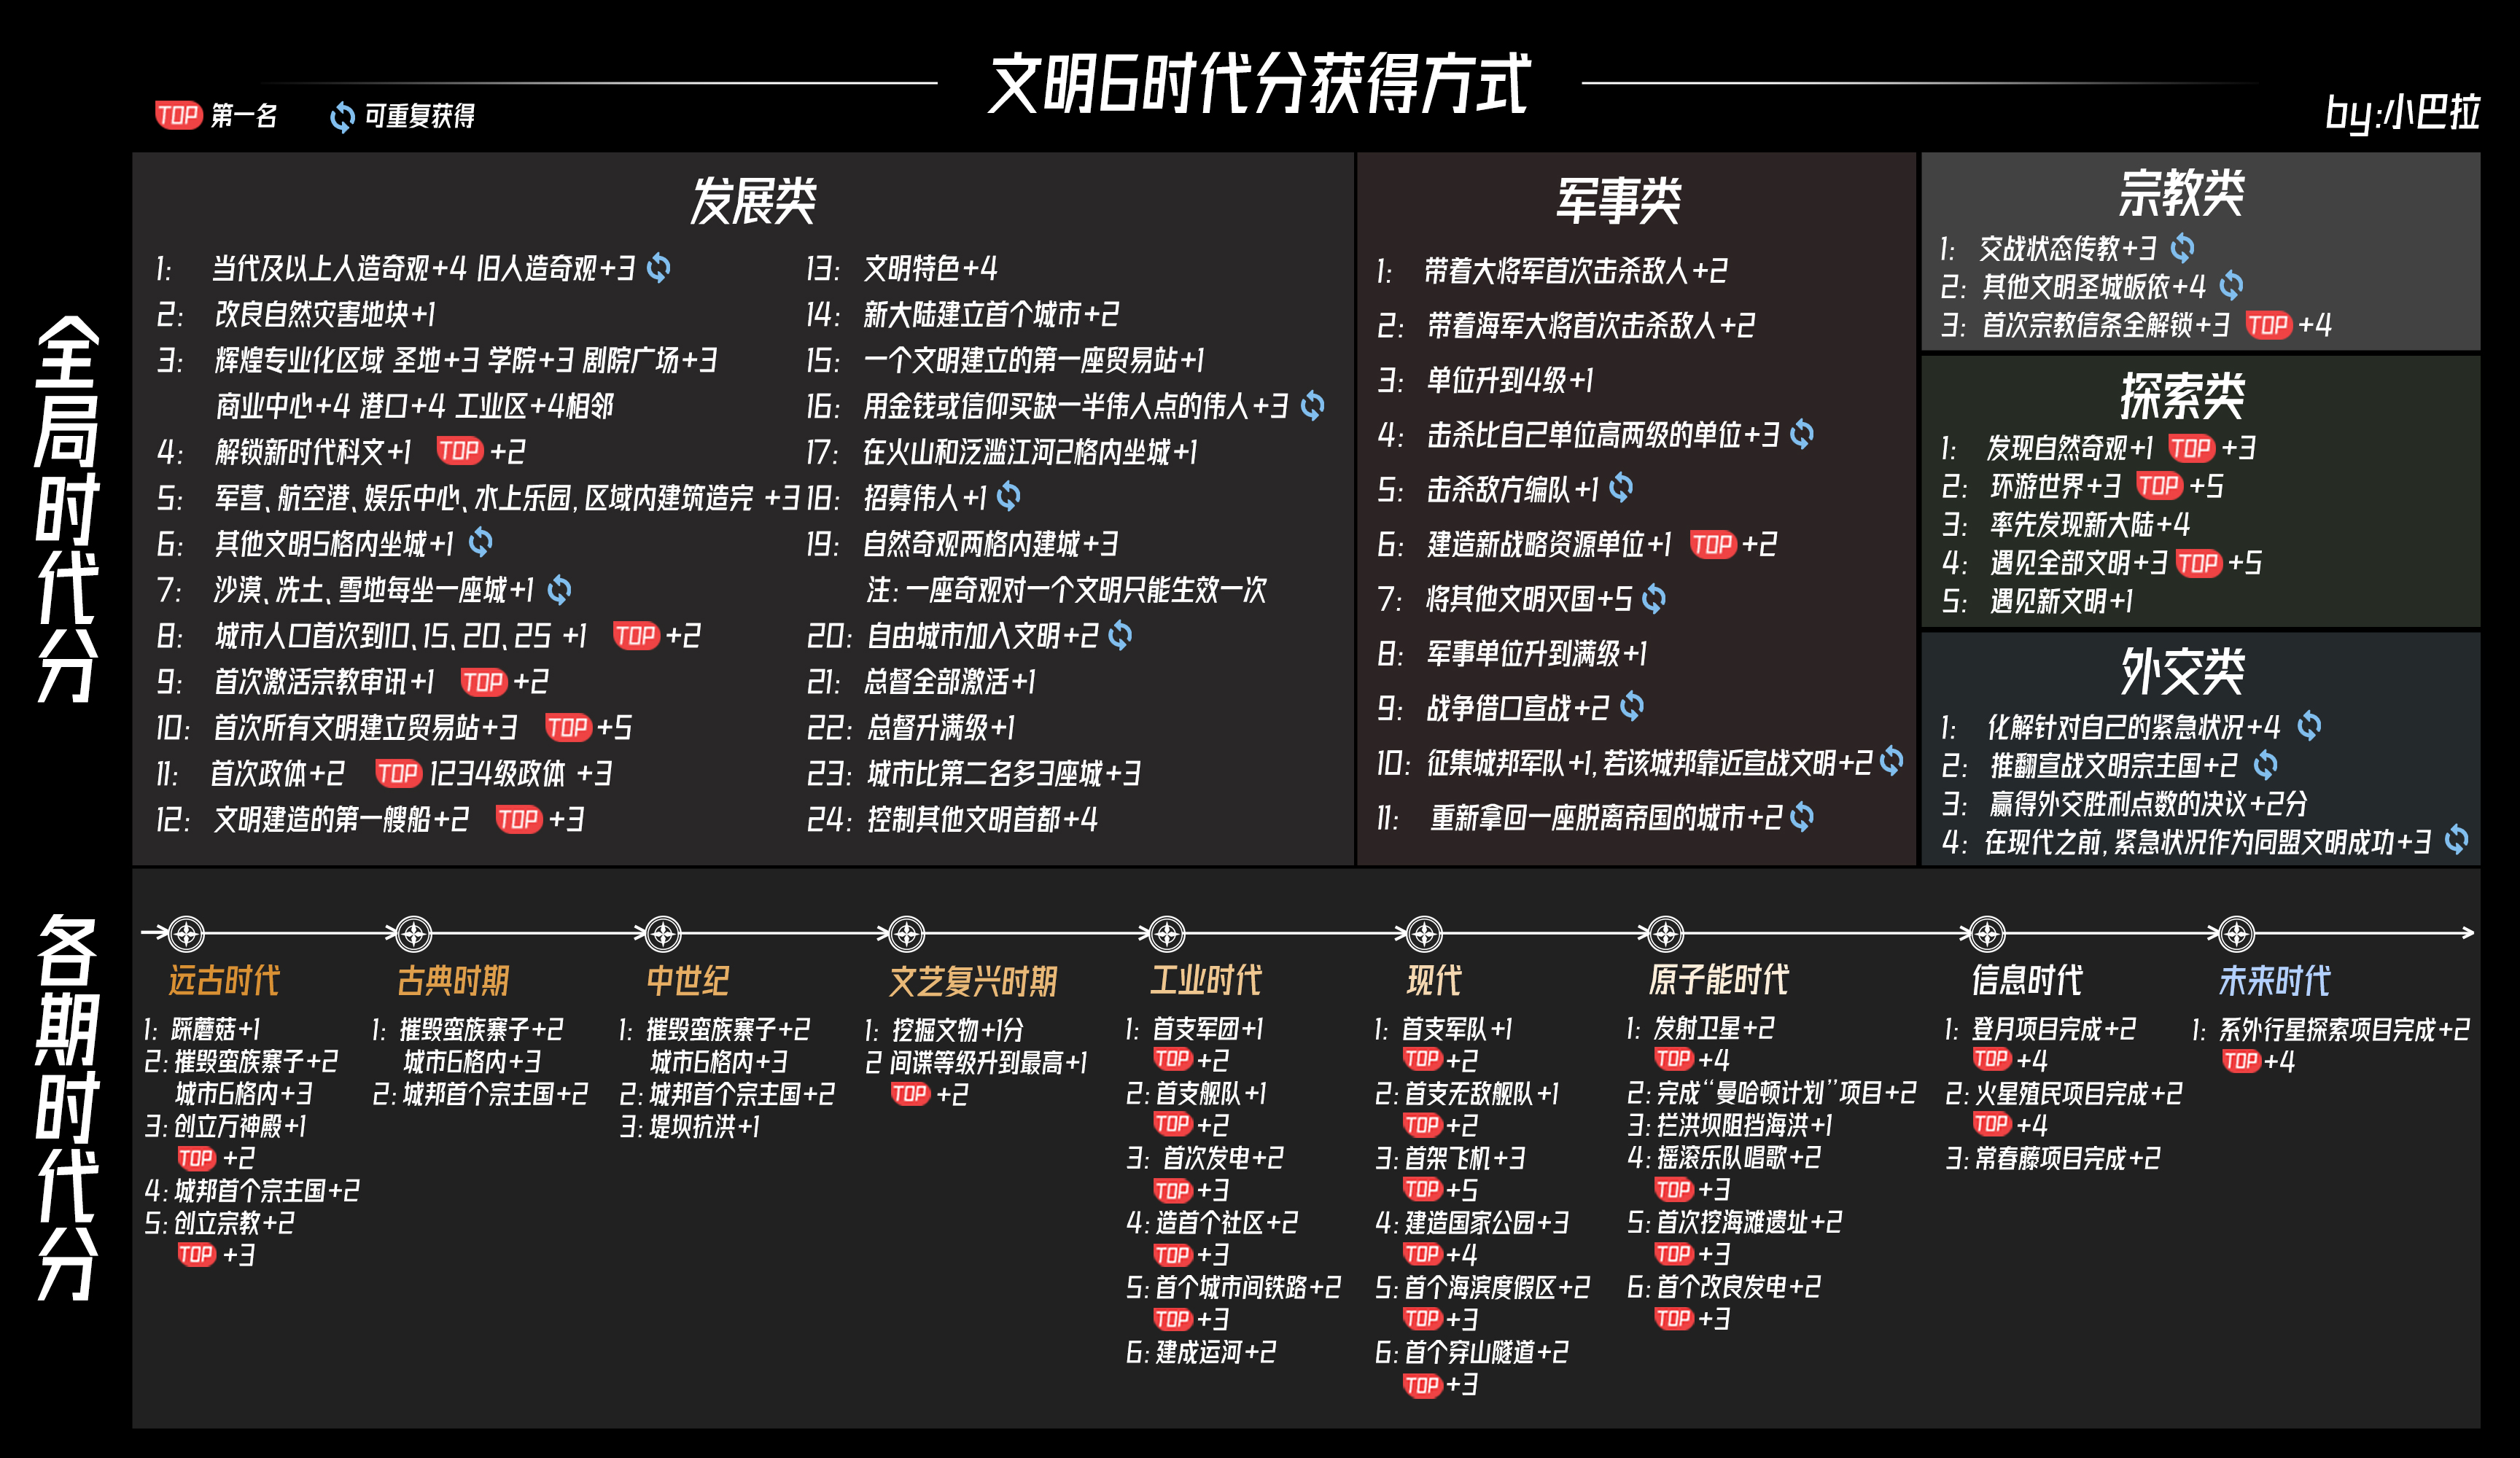 文明6时代分获得方式
TOP 第一名 可重复获得
by:小巴拉
全局时代分
发展类
1: 当代及以上人造奇观+4 旧人造奇观+3
2: 改良自然灾害地块+1
3: 辉煌专业化区域 圣地+3 学院+3 剧院广场+3
商业中心+4 港口+4 工业区+4相邻
4: 解锁新时代科文+1 TOP +2
5: 军营、航空港、娱乐中心、水上乐园,区域内建筑造完 +3
6: 其他文明5格内坐城+1
7: 沙漠、冼土、雪地每坐一座城+1
8: 城市人口首次到10、15、20、25 +1 TOP +2
9: 首次激活宗教审讯+1 TOP +2
10: 首次所有文明建立贸易站+3 TOP +5
11: 首次政体+2 TOP 1234级政体 +3
12: 文明建造的第一艘船+2 TOP +3
13: 文明特色+4
14: 新大陆建立首个城市+2
15: 一个文明建立的第一座贸易站+1
16: 用金钱或信仰买缺一半伟人点的伟人+3
17: 在火山和泛滥江河2格内坐城+1
18: 招募伟人+1
19: 自然奇观两格内建城+3
注:一座奇观对一个文明只能生效一次
20: 自由城市加入文明+2
21: 总督全部激活+1
22: 总督升满级+1
23: 城市比第二名多3座城+3
24: 控制其他文明首都+4
军事类
1: 带着大将军首次击杀敌人+2
2: 带着海军大将首次击杀敌人+2
3: 单位升到4级+1
4: 击杀比自己单位高两级的单位+3
5: 击杀敌方编队+1
6: 建造新战略资源单位+1 TOP +2
7: 将其他文明灭国+5
8: 军事单位升到满级+1
9: 战争借口宣战+2
10: 征集城邦军队+1,若该城邦靠近宣战文明+2
11: 重新拿回一座脱离帝国的城市+2
宗教类
1: 交战状态传教+3
2: 其他文明圣城皈依+4
3: 首次宗教信条全解锁+3 TOP +4
探索类
1: 发现自然奇观+1 TOP +3
2: 环游世界+3 TOP +5
3: 率先发现新大陆+4
4: 遇见全部文明+3 TOP +5
5: 遇见新文明+1
外交类
1: 化解针对自己的紧急状况+4
2: 推翻宣战文明宗主国+2
3: 赢得外交胜利点数的决议+2分
4: 在现代之前,紧急状况作为同盟文明成功+3
各期时代分
远古时代
1: 踩蘑菇+1
2: 摧毁蛮族寨子+2
城市6格内+3
3: 创立万神殿+1
TOP +2
4: 城邦首个宗主国+2
5: 创立宗教+2
TOP +3
古典时期
1: 摧毁蛮族寨子+2
城市6格内+3
2: 城邦首个宗主国+2
中世纪
1: 摧毁蛮族寨子+2
城市6格内+3
2: 城邦首个宗主国+2
3: 堤坝抗洪+1
文艺复兴时期
1: 挖掘文物+1分
2 间谍等级升到最高+1
TOP +2
工业时代
1: 首支军团+1
TOP +2
2: 首支舰队+1
TOP +2
3: 首次发电+2
TOP +3
4: 造首个社区+2
TOP +3
5: 首个城市间铁路+2
TOP +3
6: 建成运河+2
现代
1: 首支军队+1
TOP +2
2: 首支无敌舰队+1
TOP +2
3: 首架飞机+3
TOP +5
4: 建造国家公园+3
TOP +4
5: 首个海滨度假区+2
TOP +3
6: 首个穿山隧道+2
TOP +3
原子能时代
1: 发射卫星+2
TOP +4
2: 完成“曼哈顿计划”项目+2
3: 拦洪坝阻挡海洪+1
4: 摇滚乐队唱歌+2
TOP +3
5: 首次挖海滩遗址+2
TOP +3
6: 首个改良发电+2
TOP +3
信息时代
1: 登月项目完成+2
TOP +4
2: 火星殖民项目完成+2
TOP +4
3: 常春藤项目完成+2
未来时代
1: 系外行星探索项目完成+2
TOP +4